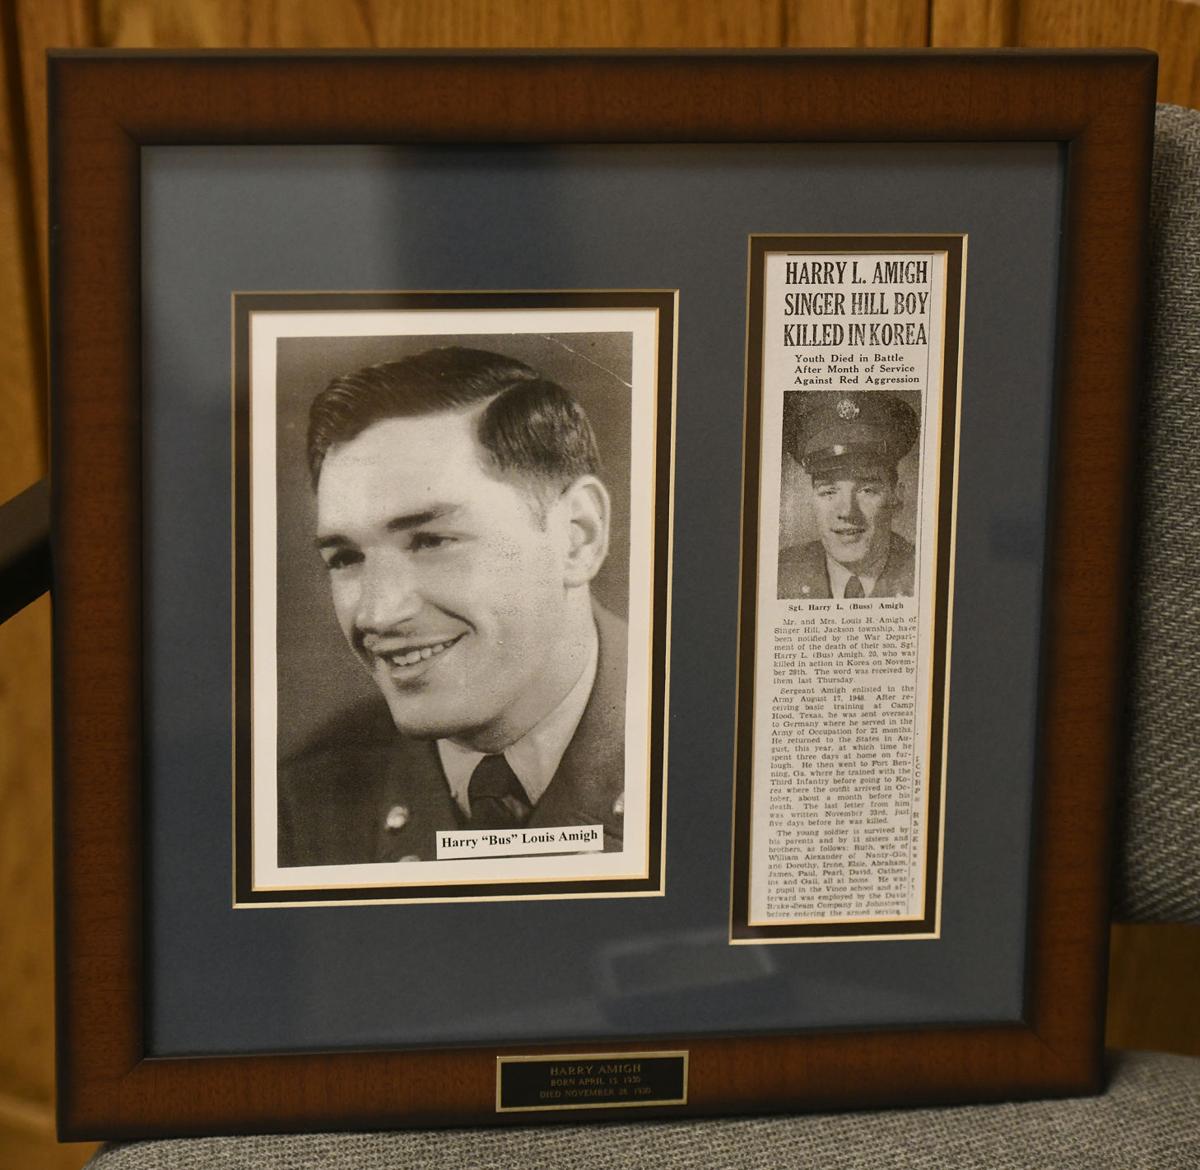 Harry "Bus" Louis Amigh
HARRY L. AMIGH
SINGER HILL BOY
KILLED IN KOREA
Youth Died in Battle
After Month of Service
Against Red Aggression
Sgt. Harry L. (Buss) Amigh
Mr. and Mrs. Louis H. Amigh of
Singer Hill, Jackson township, have
been notified by the War Depart-
ment of the death of their son, Sgt.
Harry L. (Bus) Amigh, 20, who was
killed in action in Korea on Novem-
ber 28th. The word was received by
them last Thursday.
Sergeant Amigh enlisted in the
Army August 17, 1948. After re-
ceiving basic training at Camp
Hood, Texas, he was sent overseas
to Germany where he served in the
Army of Occupation for 21 months.
He returned to the States in Au-
gust, this year, at which time he
spent three days at home on fur-
lough. He then went to Fort Ben-
ning, Ga. where he trained with the
Third Infantry before going to Ko-
rea where the outfit arrived in Oc-
tober, about a month before his
death. The last letter from him
was written November 23rd, just
five days before he was killed.
The young soldier is survived by
his parents and by 11 sisters and
brothers, as follows: Ruth, wife of
William Alexander of Nanty-Glo,
and Dorothy, Irene, Elsie, Abraham,
James, Paul, Pearl, David, Cather-
ine and Gail, all at home. He was
a pupil in the Vinco school and af-
terward was employed by the Davis
Brake-Beam Company in Johnstown
before entering the armed service.
HARRY AMIGH
BORN APRIL 15, 1930
DIED NOVEMBER 28, 1950